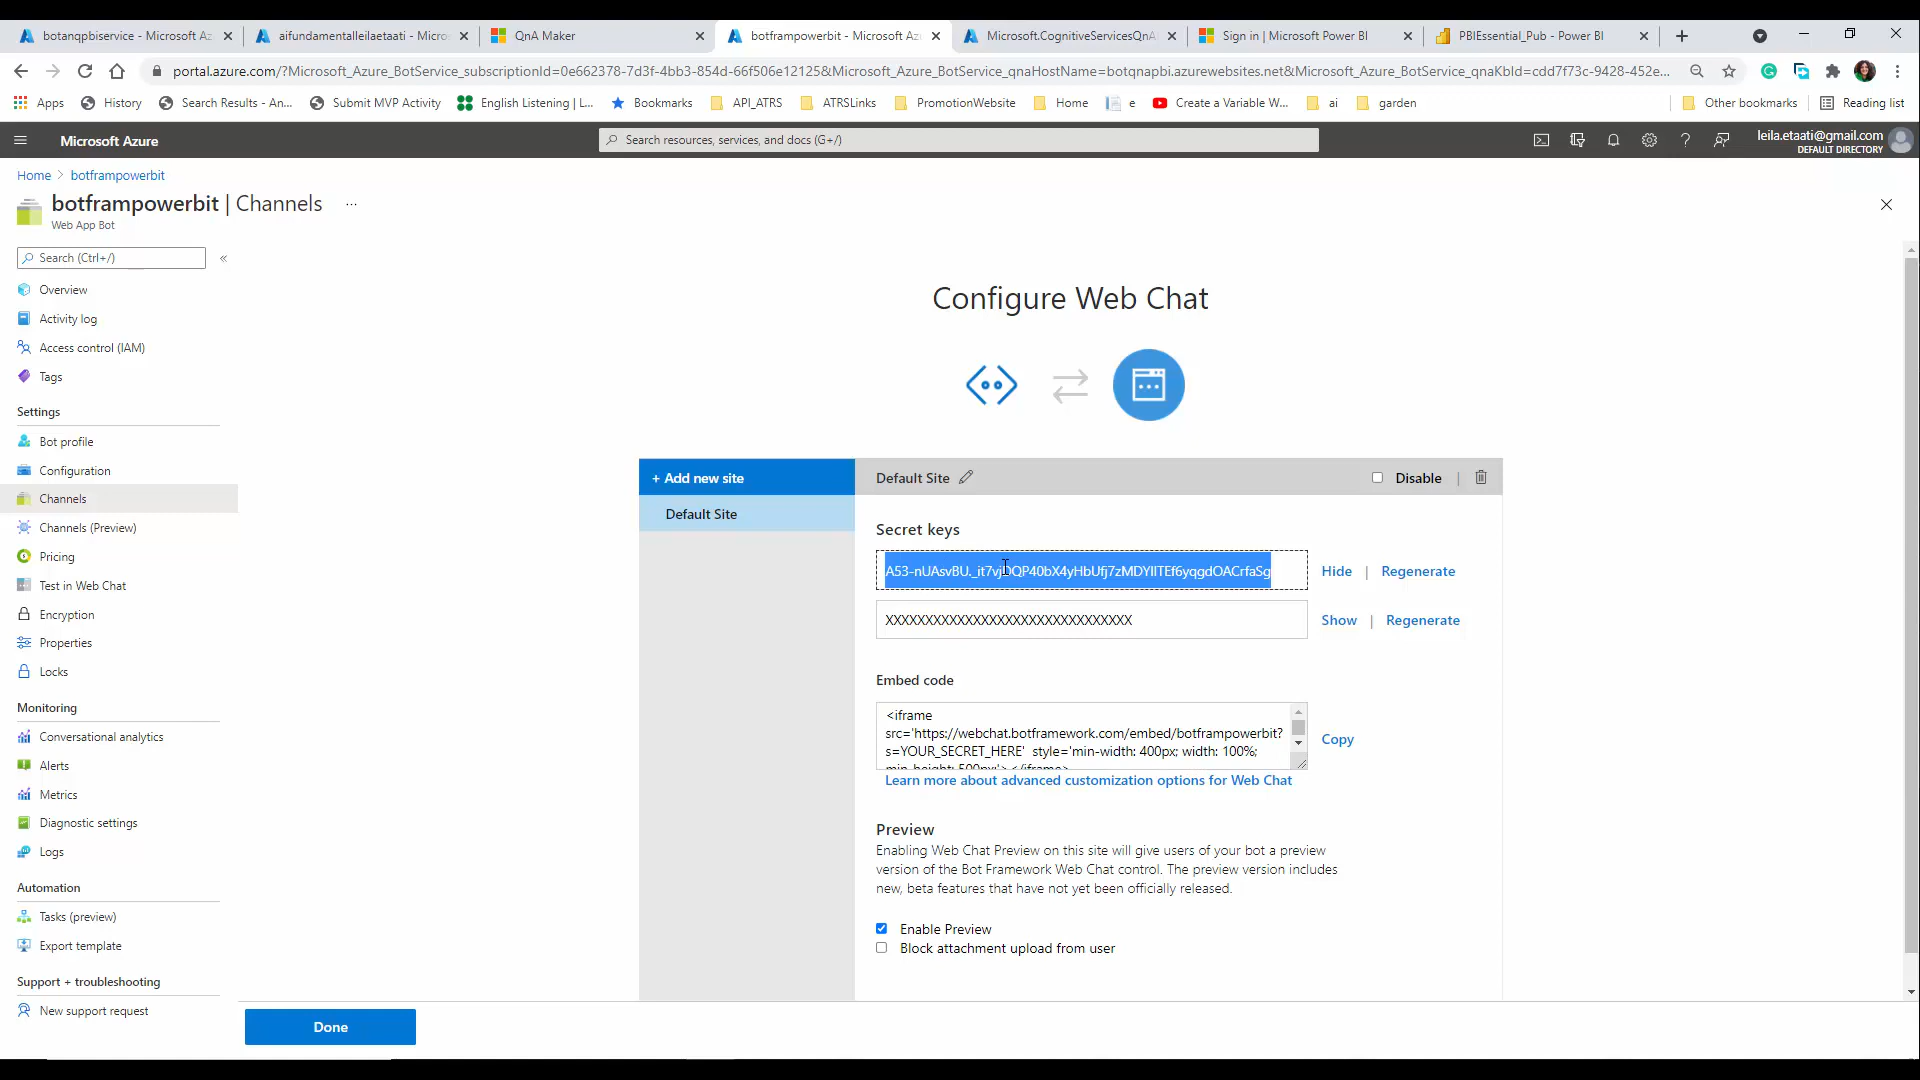 botanqpbiservice - Microsoft Az
aifundamentalleilaetaati - Micro
QnA Maker
botframpowerbit - Microsoft Azu
Microsoft.CognitiveServicesQnA
Sign in | Microsoft Power BI
PBIEssential_Pub - Power BI
portal.azure.com/?Microsoft_Azure_BotService_subscriptionId=0e662378-7d3f-4bb3-854d-66f506e12125&Microsoft_Azure_BotService_qnaHostName=botqnapbi.azurewebsites.net&Microsoft_Azure_BotService_qnaKbId=cdd7f73c-9428-452e...
Apps
History
Search Results - An...
Submit MVP Activity
English Listening | L...
Bookmarks
API_ATRS
ATRSLinks
PromotionWebsite
Home
e
Create a Variable W...
ai
garden
Other bookmarks
Reading list
Microsoft Azure
Search resources, services, and docs (G+/)
leila.etaati@gmail.com
DEFAULT DIRECTORY
Home > botframpowerbit
botframpowerbit | Channels ...
Web App Bot
Search (Ctrl+/)
«
Overview
Activity log
Access control (IAM)
Tags
Settings
Bot profile
Configuration
Channels
Channels (Preview)
Pricing
Test in Web Chat
Encryption
Properties
Locks
Monitoring
Conversational analytics
Alerts
Metrics
Diagnostic settings
Logs
Automation
Tasks (preview)
Export template
Support + troubleshooting
New support request
Configure Web Chat
+ Add new site
Default Site
Default Site
Disable
Secret keys
Hide | Regenerate
XXXXXXXXXXXXXXXXXXXXXXXXXXXXXXX
Show | Regenerate
Embed code
<iframe
src='https://webchat.botframework.com/embed/botframpowerbit?
s=YOUR_SECRET_HERE' style='min-width: 400px; width: 100%;
min-height: 500px;'></iframe>
Copy
Learn more about advanced customization options for Web Chat
Preview
Enabling Web Chat Preview on this site will give users of your bot a preview
version of the Bot Framework Web Chat control. The preview version includes
new, beta features that have not yet been officially released.
Enable Preview
Block attachment upload from user
Done